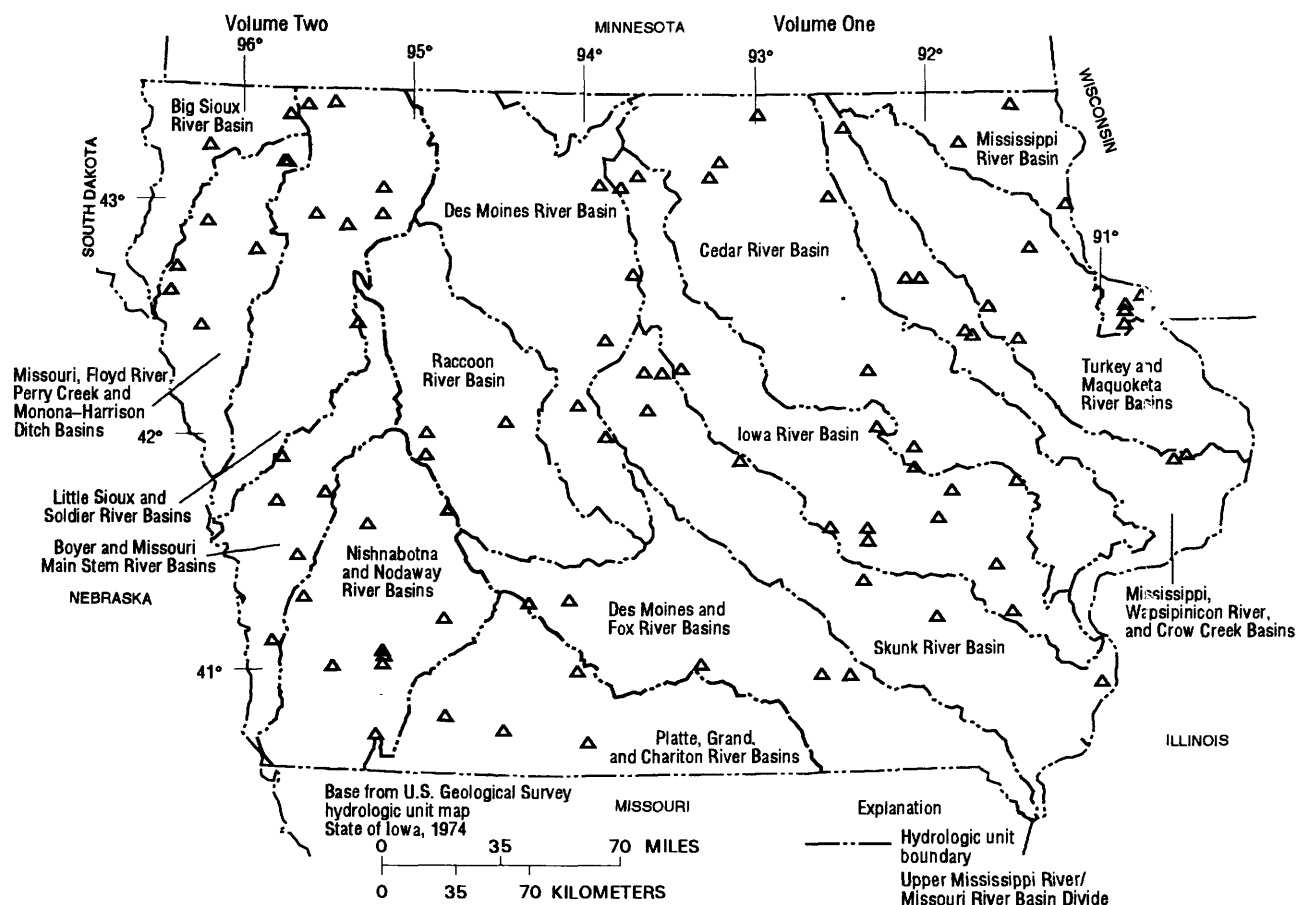 Volume Two
MINNESOTA
Volume One
96°
95°
94°
93°
92°
WISCONSIN
Big Sioux
River Basin
Mississippi
River Basin
SOUTH DAKOTA
43°
Des Moines River Basin
Cedar River Basin
91°
Raccoon
River Basin
Missouri, Floyd River,
Perry Creek and
Monona–Harrison
Ditch Basins
Turkey and
Maquoketa
River Basins
42°
Iowa River Basin
Little Sioux and
Soldier River Basins
Boyer and Missouri
Main Stem River Basins
Nishnabotna
and Nodaway
River Basins
NEBRASKA
Des Moines and
Fox River Basins
Mississippi,
Wapsipinicon River,
and Crow Creek Basins
Skunk River Basin
41°
Platte, Grand,
and Chariton River Basins
ILLINOIS
Base from U.S. Geological Survey
hydrologic unit map
State of Iowa, 1974
MISSOURI
0 35 70 MILES
0 35 70 KILOMETERS
Explanation
Hydrologic unit
boundary
Upper Mississippi River/
Missouri River Basin Divide